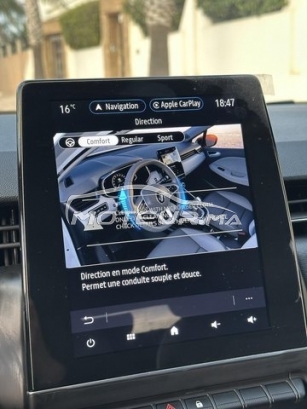 16°C Navigation Apple CarPlay 18:47
Direction
Comfort Regular Sport
Direction en mode Comfort.
Permet une conduite souple et douce.